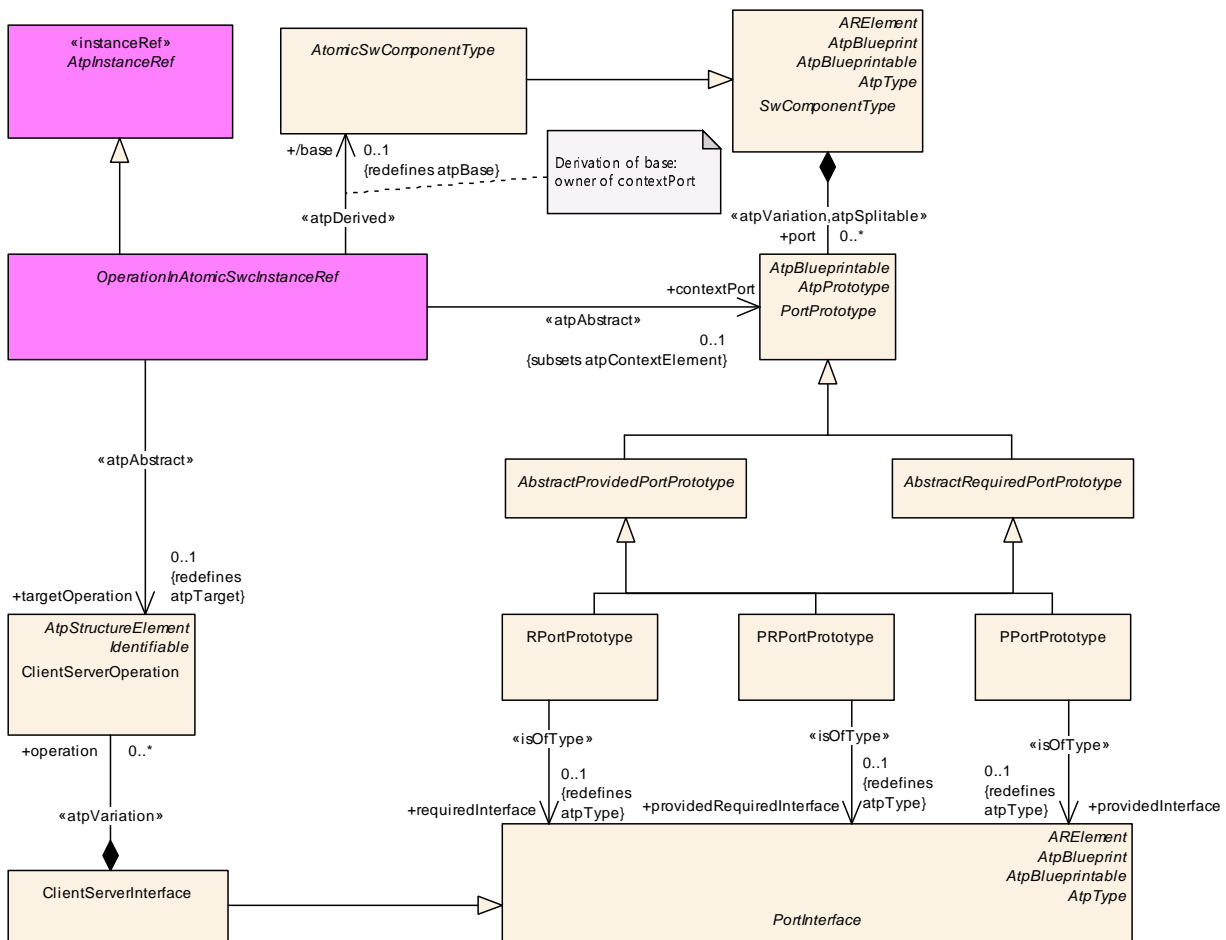 «instanceRef»
AtpInstanceRef
AtomicSwComponentType
ARElement
AtpBlueprint
AtpBlueprintable
AtpType
SwComponentType
+/base
0..1
{redefines atpBase}
Derivation of base:
owner of contextPort
«atpDerived»
«atpVariation,atpSplitable»
+port 0..*
OperationInAtomicSwcInstanceRef
AtpBlueprintable
AtpPrototype
PortPrototype
+contextPort
«atpAbstract»
0..1
{subsets atpContextElement}
«atpAbstract»
AbstractProvidedPortPrototype
AbstractRequiredPortPrototype
0..1
{redefines
atpTarget}
+targetOperation
AtpStructureElement
Identifiable
ClientServerOperation
RPortPrototype
PRPortPrototype
PPortPrototype
+operation 0..*
«isOfType»
«isOfType»
«isOfType»
0..1
{redefines
atpType}
+requiredInterface
0..1
{redefines
atpType}
+providedRequiredInterface
0..1
{redefines
atpType}
+providedInterface
«atpVariation»
ClientServerInterface
ARElement
AtpBlueprint
AtpBlueprintable
AtpType
PortInterface